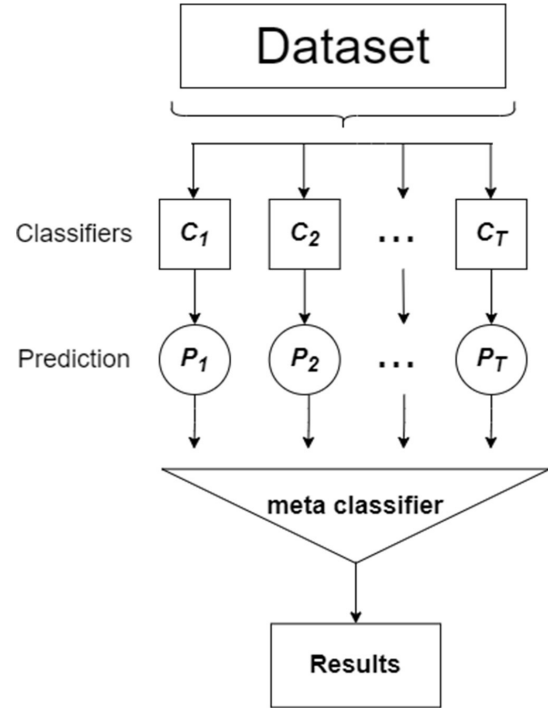 Dataset
Classifiers C1 C2 ... CT
Prediction P1 P2 ... PT
meta classifier
Results